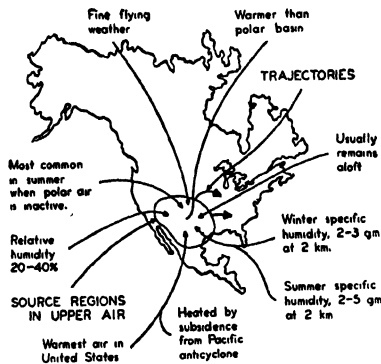 Fine flying
weather
Warmer than
polar basin
TRAJECTORIES
Usually
remains
aloft
Most common
in summer
when polar air
is inactive.
Relative
humidity
20-40%
Winter specific
humidity, 2-3 gm
at 2 km.
SOURCE REGIONS
IN UPPER AIR
Summer specific
humidity, 2-5 gm
at 2 km
Heated by
subsidence
from Pacific
anticyclone
Warmest air in
United States